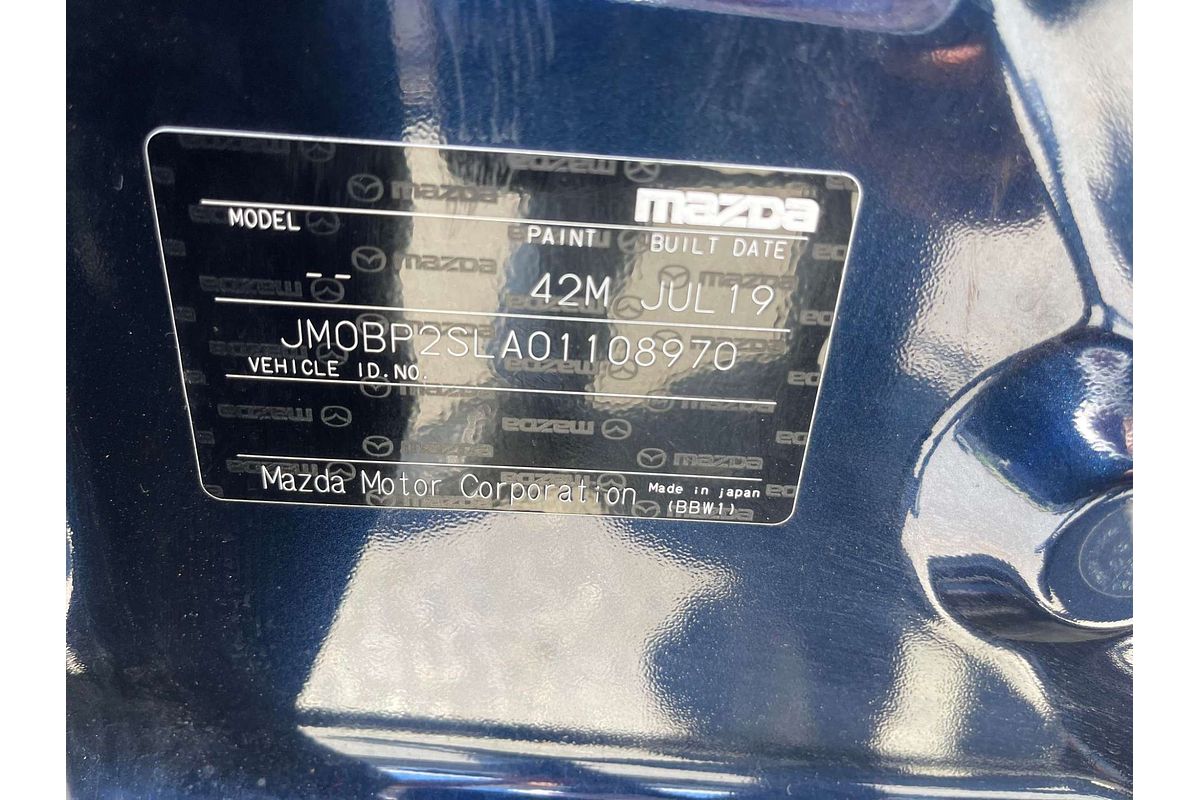 mazda
MODEL PAINT BUILT DATE
-- 42M JUL19
JM0BP2SLA01108970
VEHICLE ID.NO.
Mazda Motor Corporation Made in japan
(BBW1)